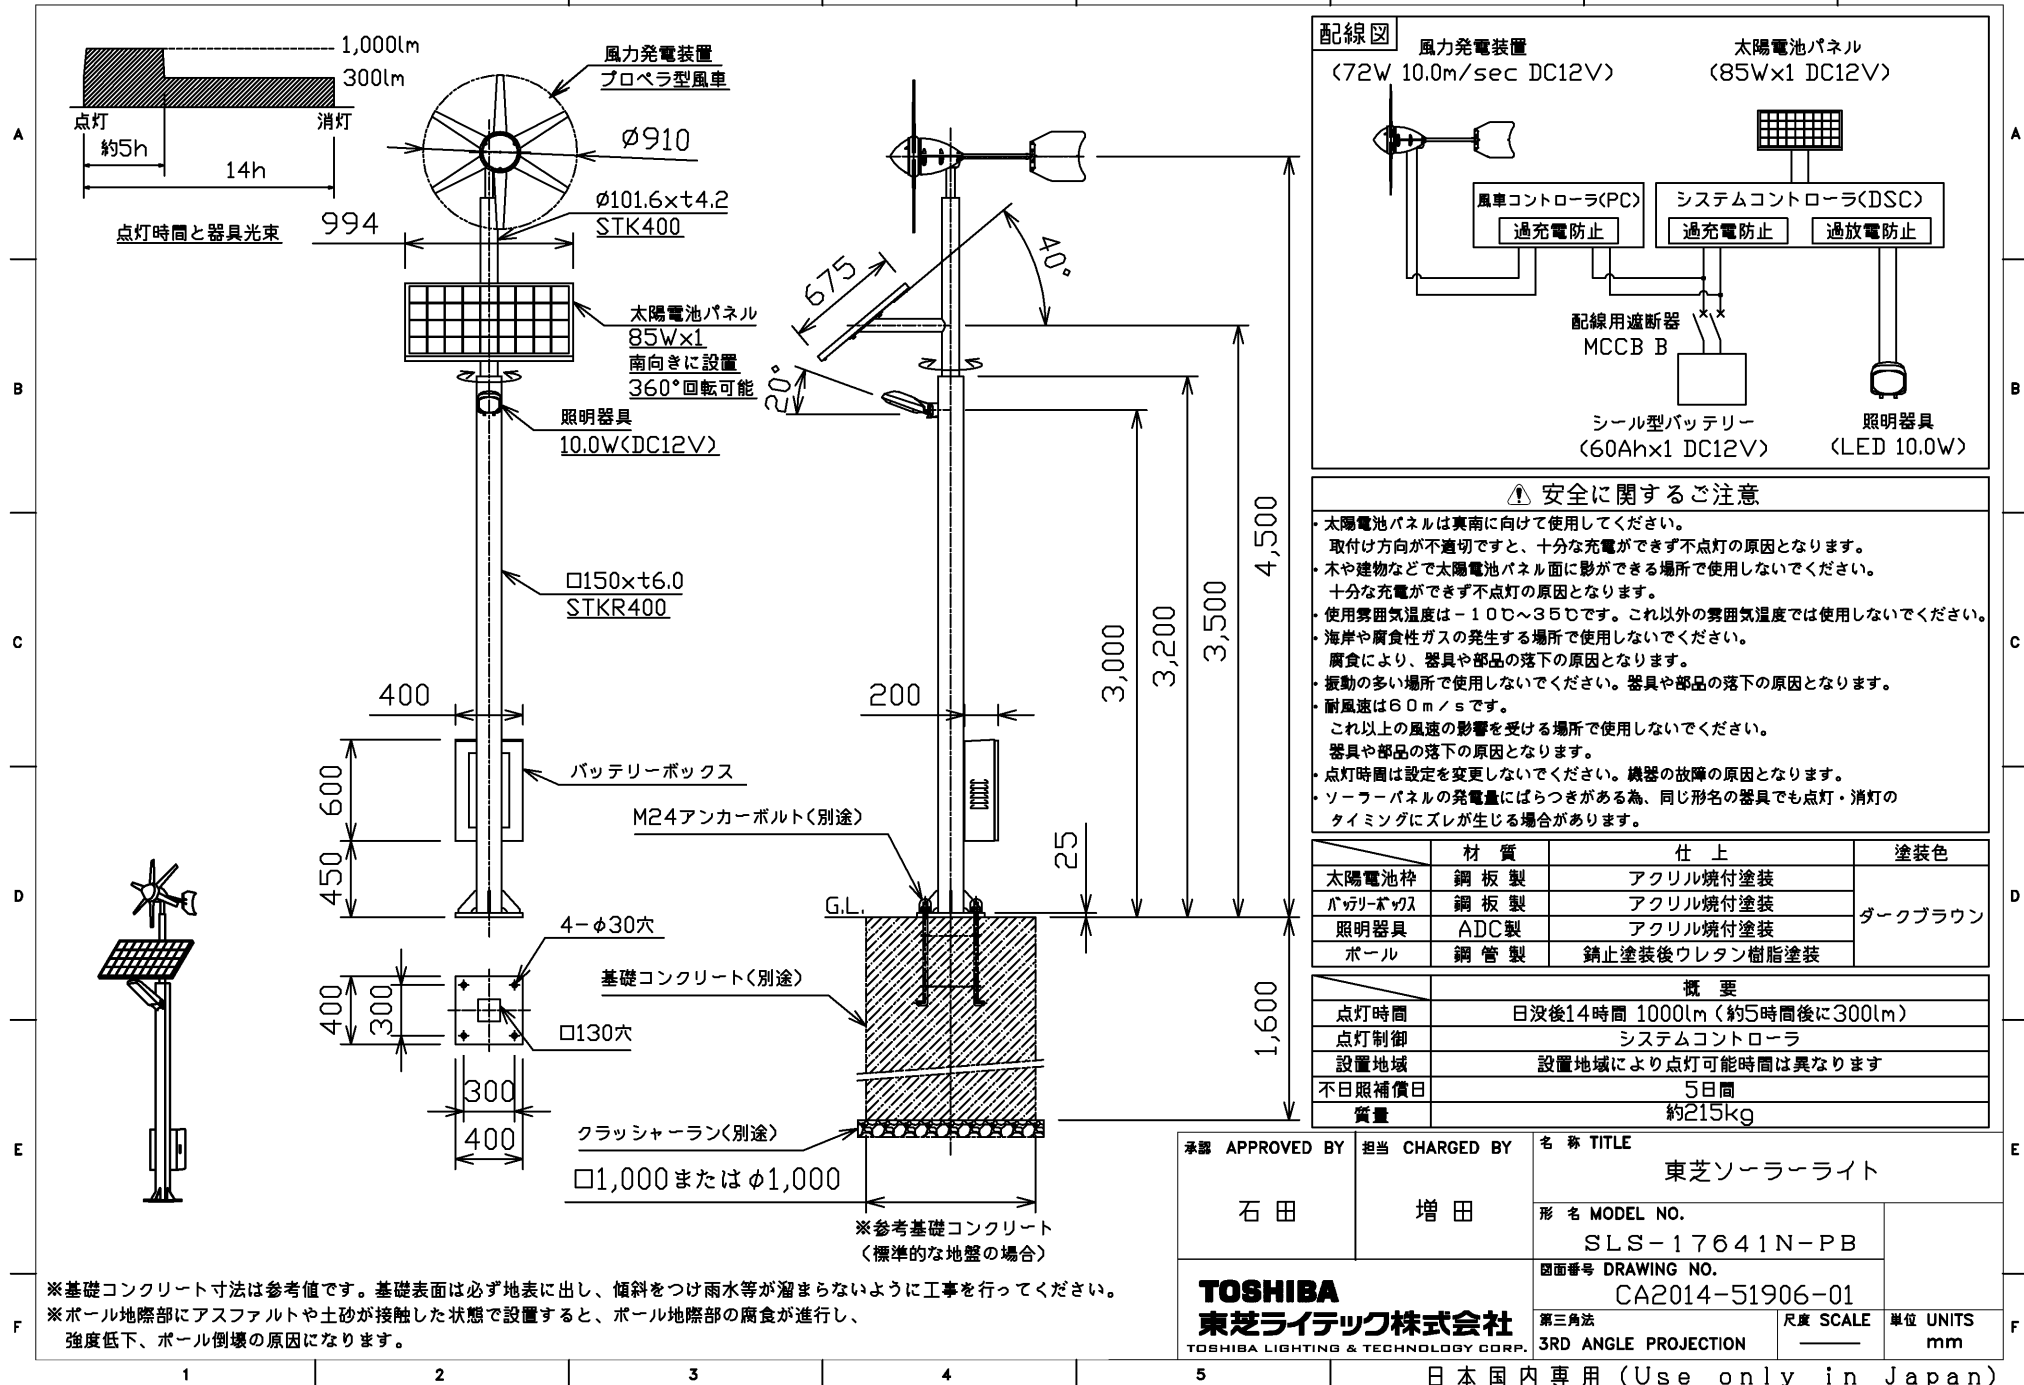 1,000lm
300lm
点灯
消灯
約5h
14h
点灯時間と器具光束
風力発電装置
プロペラ型風車
Ø910
Ø101.6xt4.2
STK400
994
太陽電池パネル
85Wx1
南向きに設置
360°回転可能
照明器具
10.0W(DC12V)
□150xt6.0
STKR400
400
600
450
バッテリーボックス
M24アンカーボルト(別途)
4-φ30穴
基礎コンクリート(別途)
□130穴
400
300
300
400
クラッシャーラン(別途)
□1,000またはφ1,000
※参考基礎コンクリート
(標準的な地盤の場合)
675
40°
20°
200
25
G.L.
3,000
3,200
3,500
4,500
1,600
配線図
風力発電装置
(72W 10.0m/sec DC12V)
太陽電池パネル
(85Wx1 DC12V)
風車コントローラ(PC)
過充電防止
システムコントローラ(DSC)
過充電防止 過放電防止
配線用遮断器
MCCB B
シール型バッテリー
(60Ahx1 DC12V)
照明器具
(LED 10.0W)
⚠ 安全に関するご注意
・太陽電池パネルは真南に向けて使用してください。
取付け方向が不適切ですと、十分な充電ができず不点灯の原因となります。
・木や建物などで太陽電池パネル面に影ができる場所で使用しないでください。
十分な充電ができず不点灯の原因となります。
・使用雰囲気温度は-10℃~35℃です。これ以外の雰囲気温度では使用しないでください。
・海岸や腐食性ガスの発生する場所で使用しないでください。
腐食により、器具や部品の落下の原因となります。
・振動の多い場所で使用しないでください。器具や部品の落下の原因となります。
・耐風速は60m/sです。
これ以上の風速の影響を受ける場所で使用しないでください。
器具や部品の落下の原因となります。
・点灯時間は設定を変更しないでください。機器の故障の原因となります。
・ソーラーパネルの発電量にばらつきがある為、同じ形名の器具でも点灯・消灯の
タイミングにズレが生じる場合があります。
材 質 仕 上 塗装色
太陽電池枠 鋼板製 アクリル焼付塗装
バッテリーボックス 鋼板製 アクリル焼付塗装
ダークブラウン
照明器具 ADC製 アクリル焼付塗装
ポール 鋼管製 錆止塗装後ウレタン樹脂塗装
概 要
点灯時間 日没後14時間 1000lm(約5時間後に300lm)
点灯制御 システムコントローラ
設置地域 設置地域により点灯可能時間は異なります
不日照補償日 5日間
質量 約215kg
承認 APPROVED BY
石田
担当 CHARGED BY
増田
名 称 TITLE
東芝ソーラーライト
形 名 MODEL NO.
SLS-17641N-PB
図面番号 DRAWING NO.
CA2014-51906-01
第三角法
3RD ANGLE PROJECTION
尺度 SCALE
単位 UNITS
mm
TOSHIBA
東芝ライテック株式会社
TOSHIBA LIGHTING & TECHNOLOGY CORP.
※基礎コンクリート寸法は参考値です。基礎表面は必ず地表に出し、傾斜をつけ雨水等が溜まらないように工事を行ってください。
※ポール地際部にアスファルトや土砂が接触した状態で設置すると、ポール地際部の腐食が進行し、
強度低下、ポール倒壊の原因になります。
日本国内専用(Use only in Japan)
A
B
C
D
E
F
A
B
C
D
E
F
1 2 3 4 5